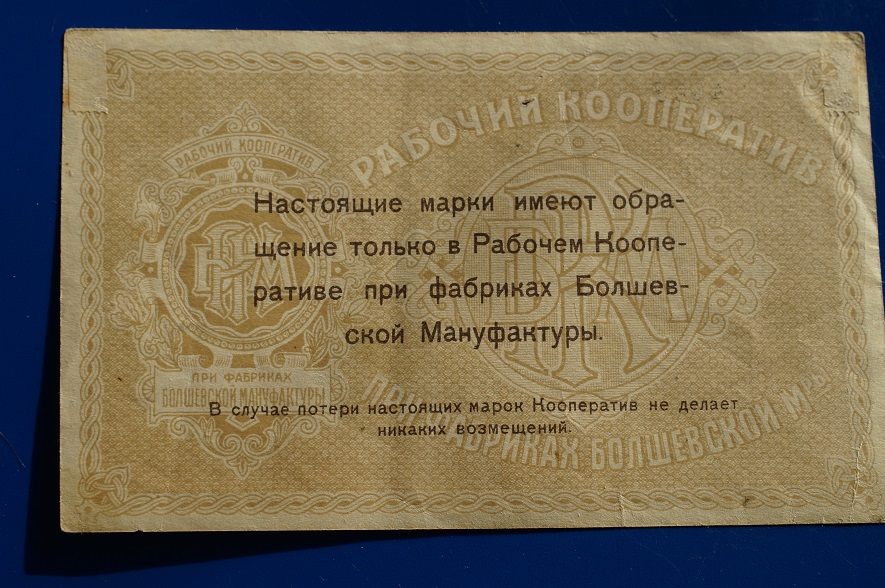 РАБОЧИЙ КООПЕРАТИВ
РАБОЧИЙ КООПЕРАТИВ
Настоящие марки имеют обра-
щение только в Рабочем Коопе-
ративе при фабриках Болшев-
ской Мануфактуры.
ПРИ ФАБРИКАХ
БОЛШЕВСКОЙ МАНУФАКТУРЫ
В случае потери настоящих марок Кооператив не делает
никаких возмещений.
ПРИ ФАБРИКАХ БОЛШЕВСКОЙ М-РЫ